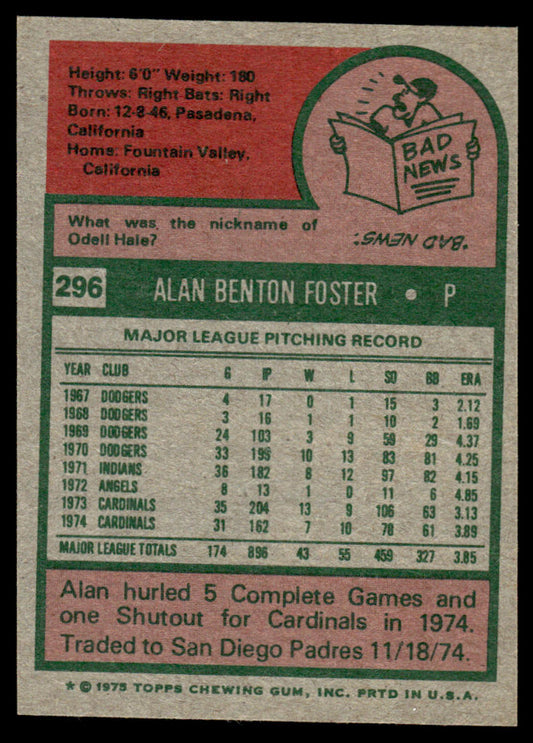 Height: 6'0" Weight: 180
Throws: Right Bats: Right
Born: 12-8-46, Pasadena,
California
Home: Fountain Valley,
California
BAD
NEWS
What was the nickname of
Odell Hale?
"BAD NEWS."
296 ALAN BENTON FOSTER • P
MAJOR LEAGUE PITCHING RECORD
YEAR CLUB G IP W L SO BB ERA
1967 DODGERS 4 17 0 1 15 3 2.12
1968 DODGERS 3 16 1 1 10 2 1.69
1969 DODGERS 24 103 3 9 59 29 4.37
1970 DODGERS 33 199 10 13 83 81 4.25
1971 INDIANS 36 182 8 12 97 82 4.15
1972 ANGELS 8 13 0 1 11 6 4.85
1973 CARDINALS 35 204 13 9 106 63 3.13
1974 CARDINALS 31 162 7 10 78 61 3.89
MAJOR LEAGUE TOTALS 174 896 43 55 459 327 3.85
Alan hurled 5 Complete Games and
one Shutout for Cardinals in 1974.
Traded to San Diego Padres 11/18/74.
* © 1975 TOPPS CHEWING GUM, INC. PRTD IN U.S.A.